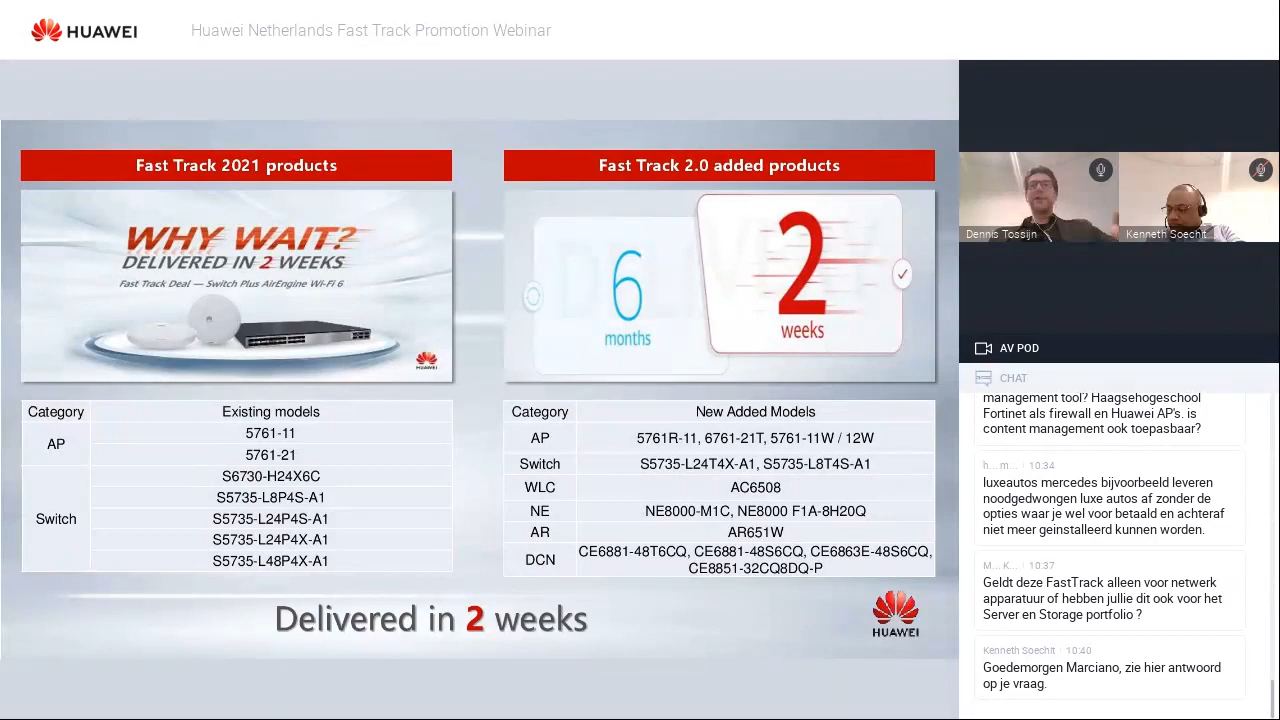 HUAWEI
Huawei Netherlands Fast Track Promotion Webinar
Fast Track 2021 products
WHY WAIT?
DELIVERED IN 2 WEEKS
Fast Track Deal — Switch Plus AirEngine Wi-Fi 6
HUAWEI
Category Existing models
AP
5761-11
5761-21
Switch
S6730-H24X6C
S5735-L8P4S-A1
S5735-L24P4S-A1
S5735-L24P4X-A1
S5735-L48P4X-A1
Fast Track 2.0 added products
6
months
2
weeks
Category New Added Models
AP 5761R-11, 6761-21T, 5761-11W / 12W
Switch S5735-L24T4X-A1, S5735-L8T4S-A1
WLC AC6508
NE NE8000-M1C, NE8000 F1A-8H20Q
AR AR651W
DCN CE6881-48T6CQ, CE6881-48S6CQ, CE6863E-48S6CQ,
CE8851-32CQ8DQ-P
Delivered in 2 weeks
HUAWEI
Dennis Tossijn
Kenneth Soechit
AV POD
CHAT
management tool? Haagsehogeschool
Fortinet als firewall en Huawei AP's. is
content management ook toepasbaar?
h... m... 10:34
luxeautos mercedes bijvoorbeeld leveren
noodgedwongen luxe autos af zonder de
opties waar je wel voor betaald en achteraf
niet meer geinstalleerd kunnen worden.
M... K... 10:37
Geldt deze FastTrack alleen voor netwerk
apparatuur of hebben jullie dit ook voor het
Server en Storage portfolio ?
Kenneth Soechit 10:40
Goedemorgen Marciano, zie hier antwoord
op je vraag.